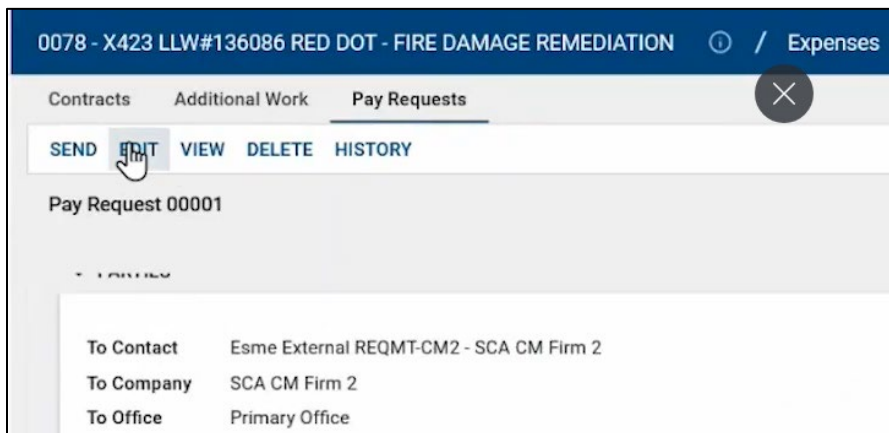 0078 - X423 LLW#136086 RED DOT - FIRE DAMAGE REMEDIATION / Expenses
Contracts Additional Work Pay Requests
SEND EDIT VIEW DELETE HISTORY
Pay Request 00001
To Contact Esme External REQMT-CM2 - SCA CM Firm 2
To Company SCA CM Firm 2
To Office Primary Office